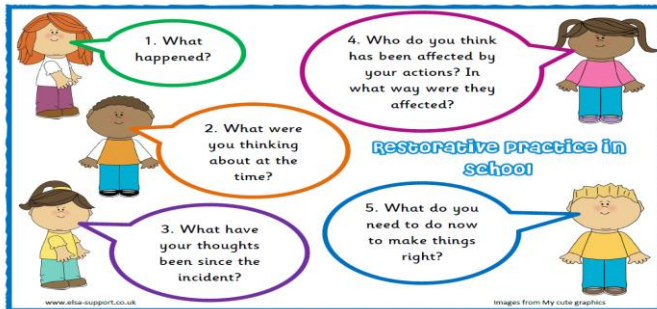 1. What
happened?
2. What were
you thinking
about at the
time?
3. What have
your thoughts
been since the
incident?
4. Who do you think
has been affected by
your actions? In
what way were they
affected?
Restorative Practice in
school
5. What do you
need to do now
to make things
right?
www.elsa-support.co.uk
Images from My cute graphics